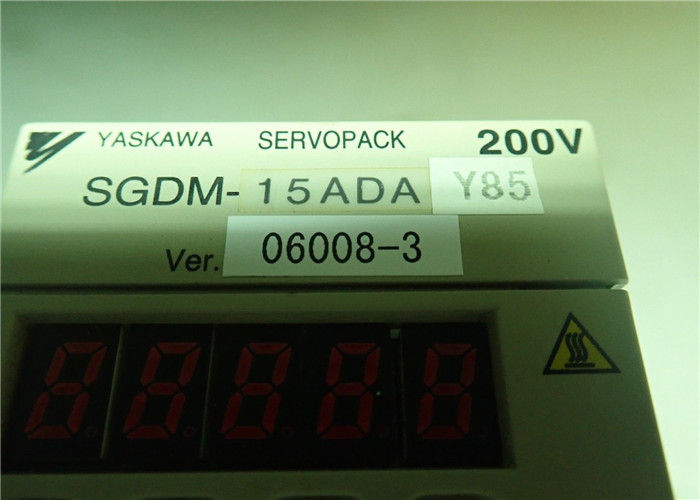 YASKAWA SERVOPACK 200V
SGDM-15ADA Y85
Ver. 06008-3